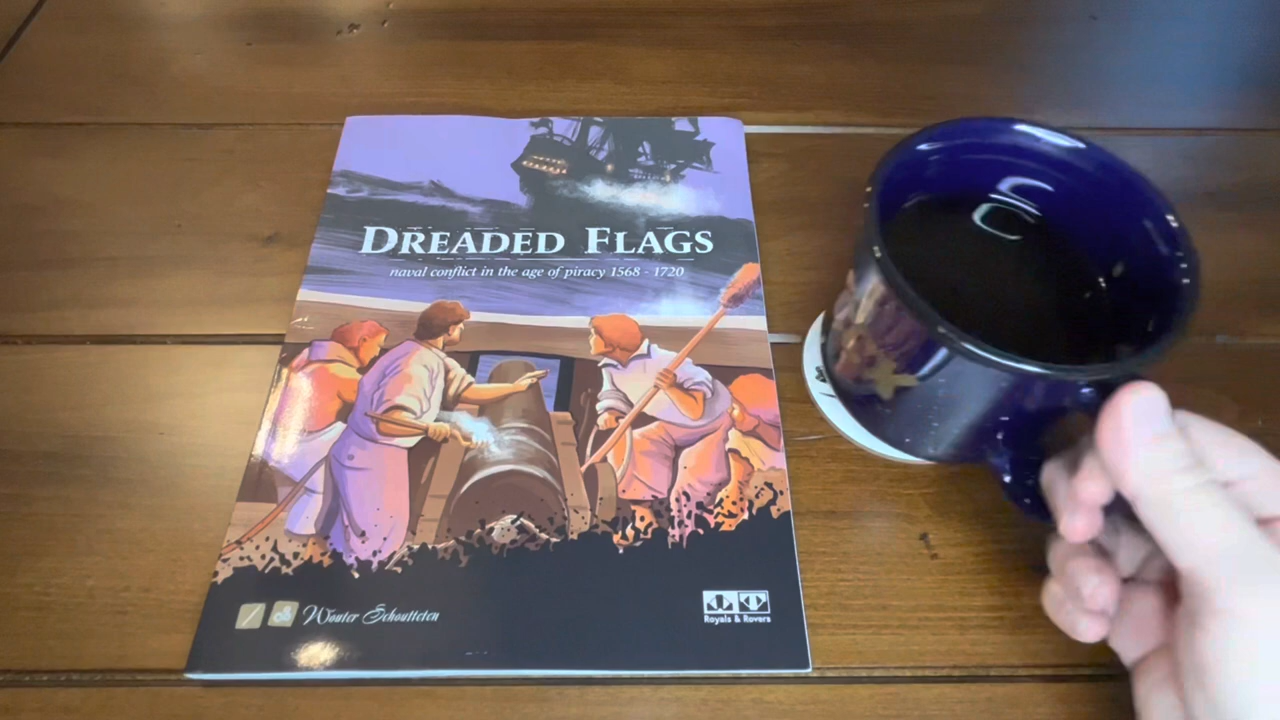 DREADED FLAGS
naval conflict in the age of piracy 1568 - 1720
Wouter Schoutteten
Royals & Rovers